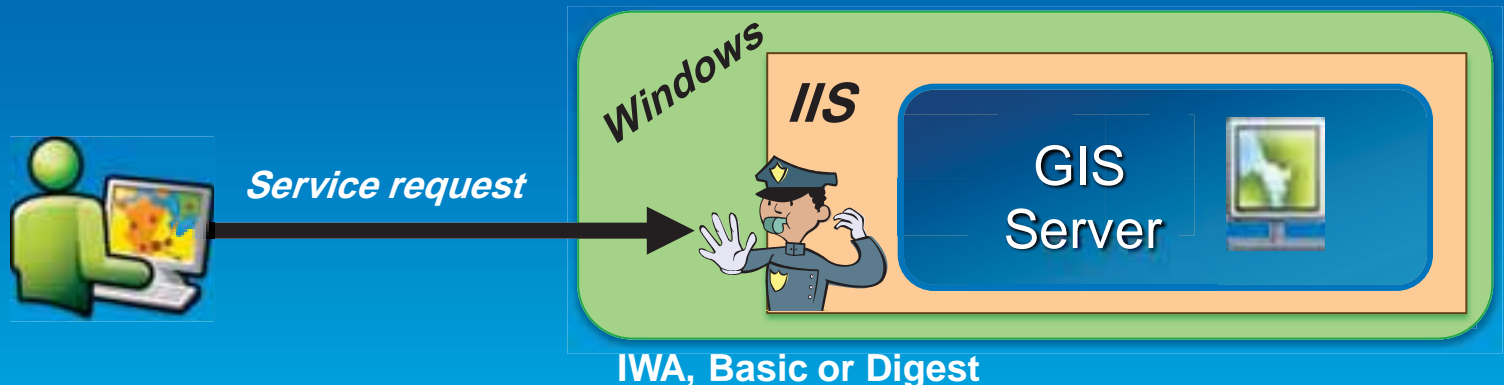 Windows
IIS
GIS
Server
Service request
IWA, Basic or Digest